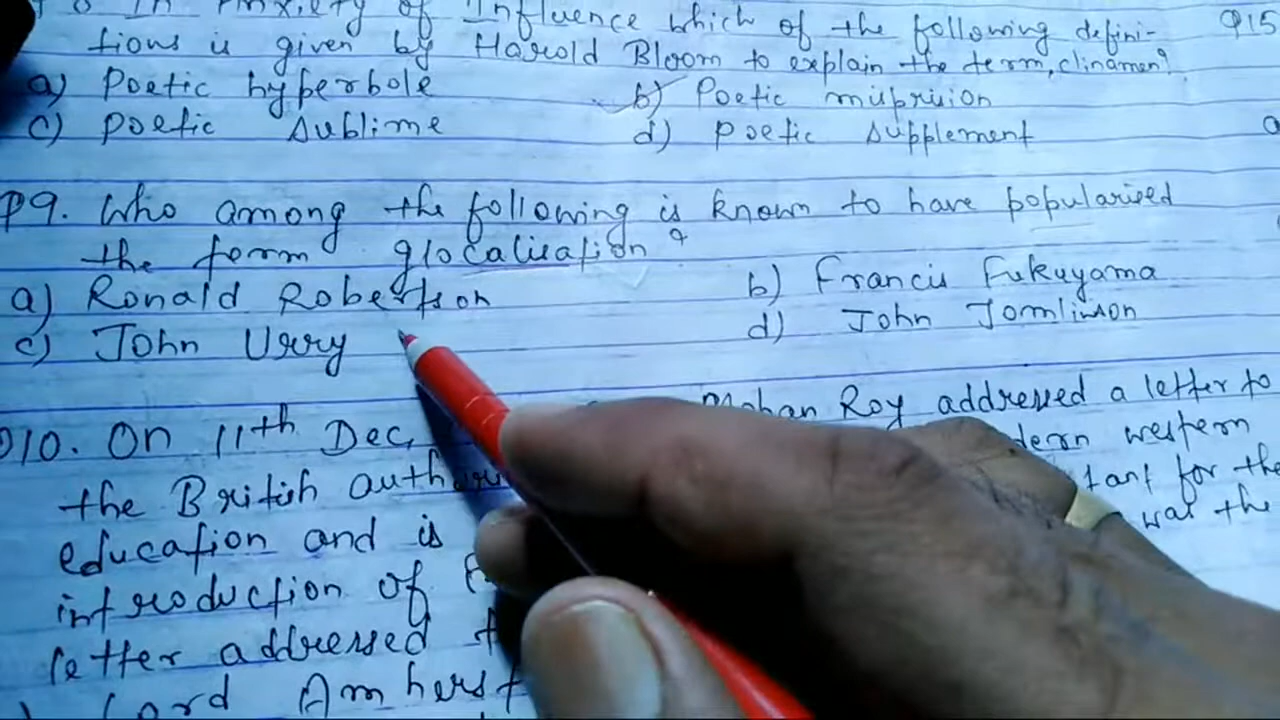 In Anxiety of Influence which of the following defini- Q15
tions is given by Harold Bloom to explain the term, clinamen?
a) Poetic hyperbole b) Poetic misprision
c) Poetic Sublime d) Poetic Supplement
Q9. Who among the following is known to have popularised
the term glocalisation?
a) Ronald Robertson b) Francis Fukuyama
c) John Urry d) John Tomlinson
Q10. On 11th Dec, Mohan Roy addressed a letter to
the British western
education and is for the
introduction of was the
letter addressed
Lord Amherst